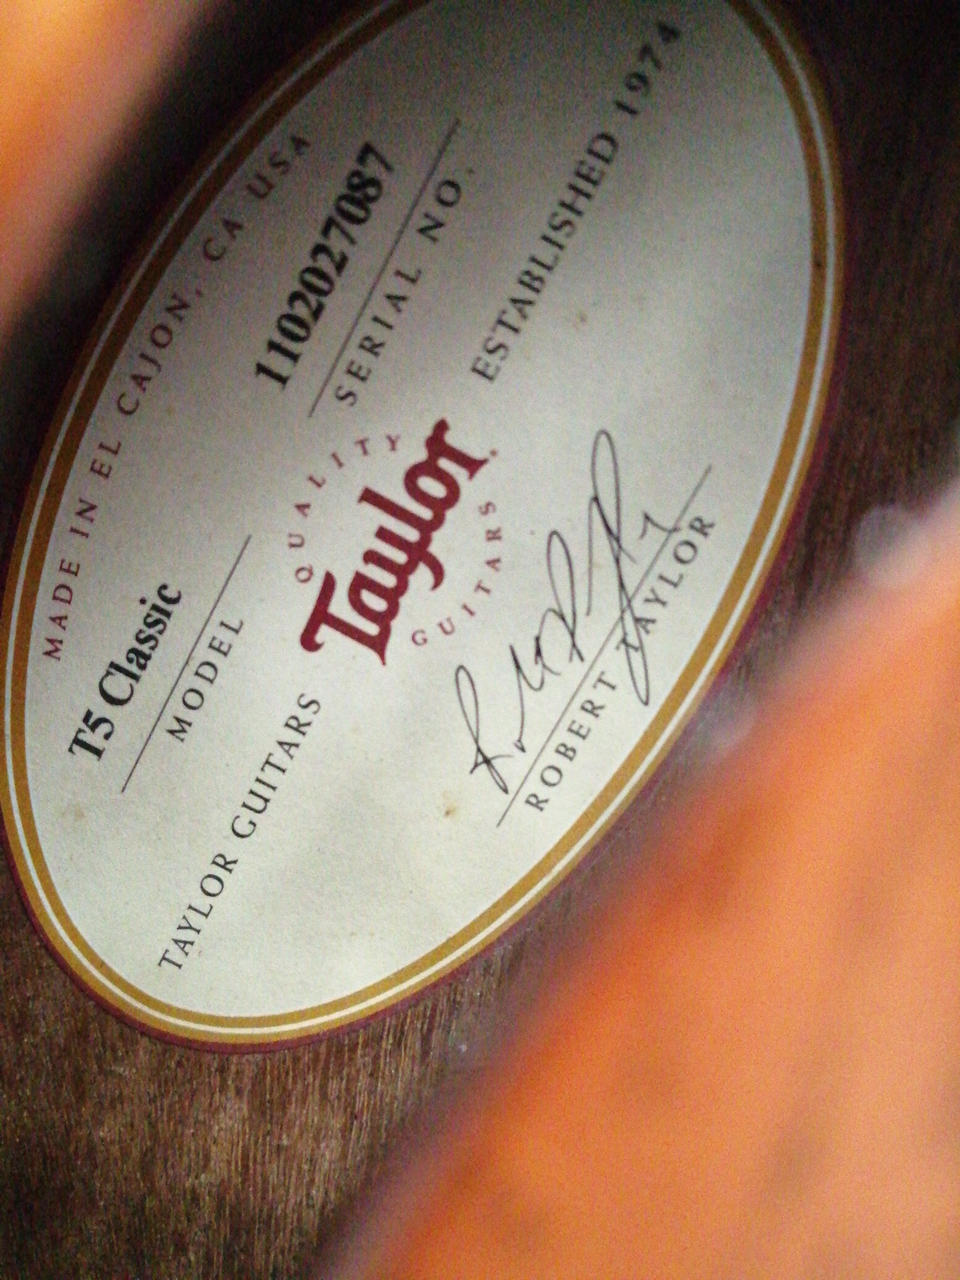 MADE IN EL CAJON, CA USA
T5 Classic
MODEL
1102027087
SERIAL NO.
QUALITY
Taylor
GUITARS
TAYLOR GUITARS
ESTABLISHED 1974
ROBERT TAYLOR